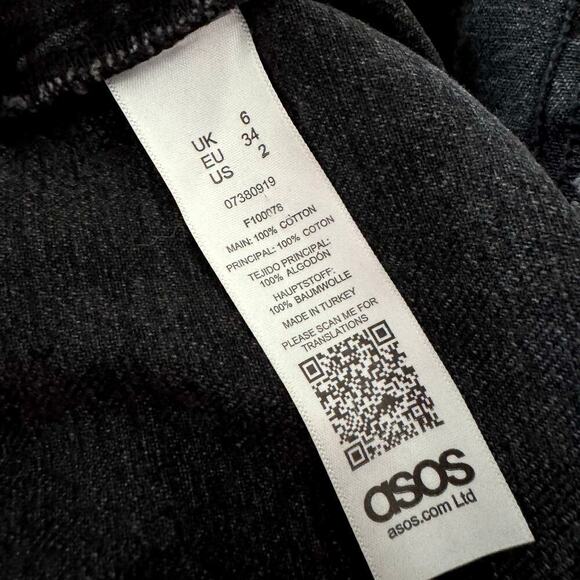 UK 6
EU 34
US 2
07380919
F100078
MAIN: 100% COTTON
PRINCIPAL: 100% COTON
TEJIDO PRINCIPAL:
100% ALGODÓN
HAUPTSTOFF:
100% BAUMWOLLE
MADE IN TURKEY
PLEASE SCAN ME FOR
TRANSLATIONS
asos
asos.com Ltd